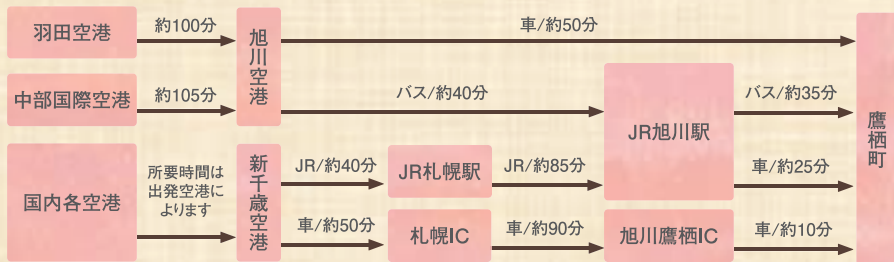 羽田空港
約100分
旭川空港
車/約50分
中部国際空港
約105分
バス/約40分
JR旭川駅
バス/約35分
鷹栖町
国内各空港
所要時間は
出発空港に
よります
新千歳空港
JR/約40分
JR札幌駅
JR/約85分
車/約25分
車/約50分
札幌IC
車/約90分
旭川鷹栖IC
車/約10分